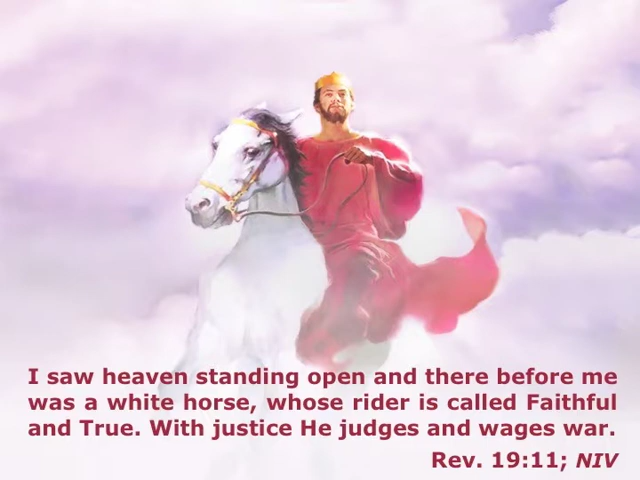 I saw heaven standing open and there before me
was a white horse, whose rider is called Faithful
and True. With justice He judges and wages war.
Rev. 19:11; NIV